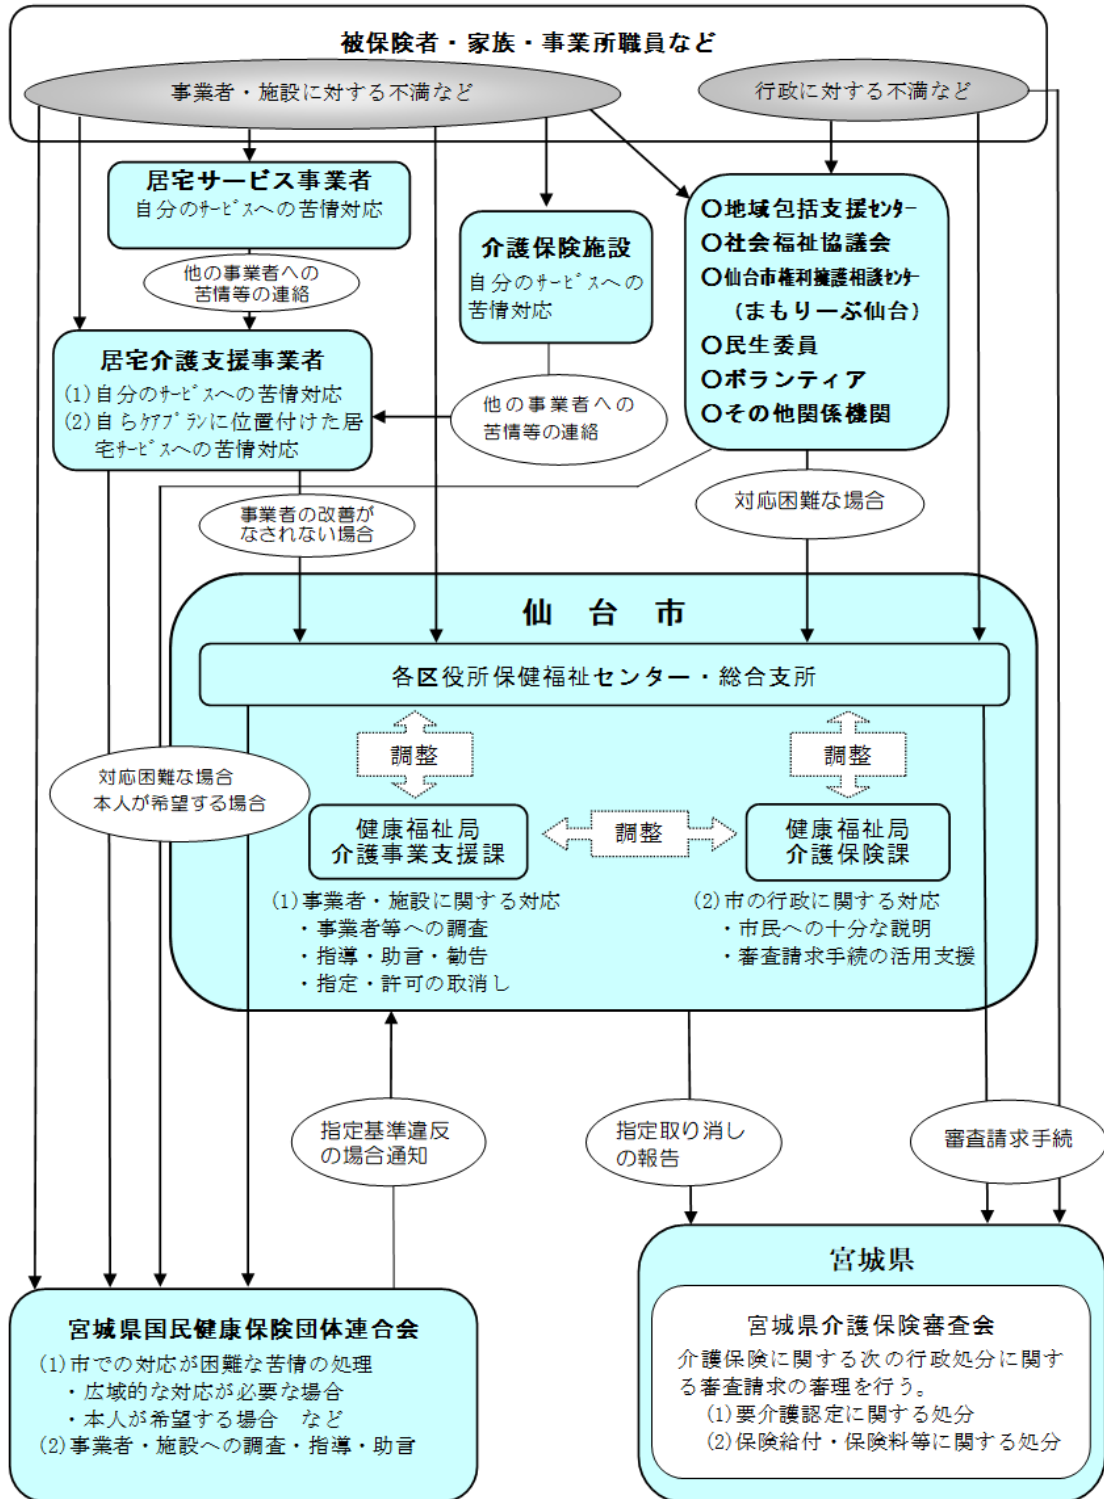 被保険者・家族・事業所職員など
事業者・施設に対する不満など
行政に対する不満など
居宅サービス事業者
自分のｻｰﾋﾞｽへの苦情対応
他の事業者への
苦情等の連絡
介護保険施設
自分のｻｰﾋﾞｽへの
苦情対応
〇地域包括支援ｾﾝﾀｰ
〇社会福祉協議会
〇仙台市権利擁護相談ｾﾝﾀｰ
(まもりーぶ仙台)
〇民生委員
〇ボランティア
〇その他関係機関
居宅介護支援事業者
(1)自分のｻｰﾋﾞｽへの苦情対応
(2)自らｹｱﾌﾟﾗﾝに位置付けた居
宅ｻｰﾋﾞｽへの苦情対応
他の事業者への
苦情等の連絡
事業者の改善が
なされない場合
対応困難な場合
仙台市
各区役所保健福祉センター・総合支所
調整
調整
対応困難な場合
本人が希望する場合
健康福祉局
介護事業支援課
調整
健康福祉局
介護保険課
(1)事業者・施設に関する対応
・事業者等への調査
・指導・助言・勧告
・指定・許可の取消し
(2)市の行政に関する対応
・市民への十分な説明
・審査請求手続の活用支援
指定基準違反
の場合通知
指定取り消し
の報告
審査請求手続
宮城県国民健康保険団体連合会
(1)市での対応が困難な苦情の処理
・広域的な対応が必要な場合
・本人が希望する場合　など
(2)事業者・施設への調査・指導・助言
宮城県
宮城県介護保険審査会
介護保険に関する次の行政処分に関す
る審査請求の審理を行う。
(1)要介護認定に関する処分
(2)保険給付・保険料等に関する処分